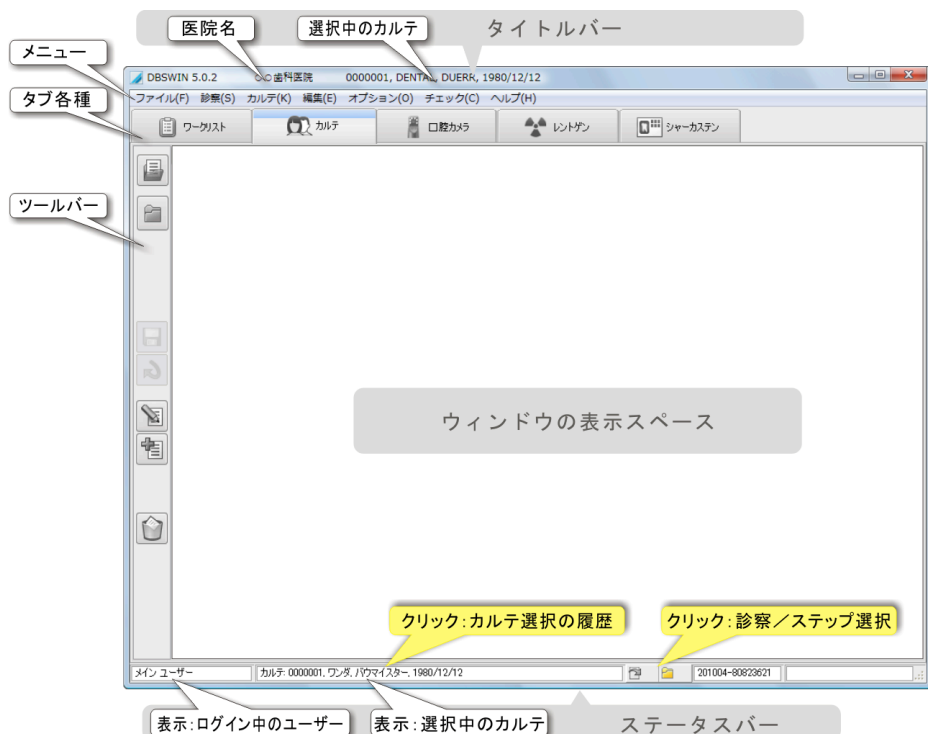 医院名
選択中のカルテ
タイトルバー
メニュー
DBSWIN 5.0.2 ○○歯科医院 0000001, DENTAL, DUERR, 1980/12/12
ファイル(F) 診察(S) カルテ(K) 編集(E) オプション(O) チェック(C) ヘルプ(H)
タブ各種
ワークリスト カルテ 口腔カメラ レントゲン シャーカステン
ツールバー
ウィンドウの表示スペース
クリック:カルテ選択の履歴
クリック:診察/ステップ選択
メイン ユーザー カルテ: 0000001, ワンダ, バウマイスター, 1980/12/12 201004-80823621
表示:ログイン中のユーザー
表示:選択中のカルテ
ステータスバー